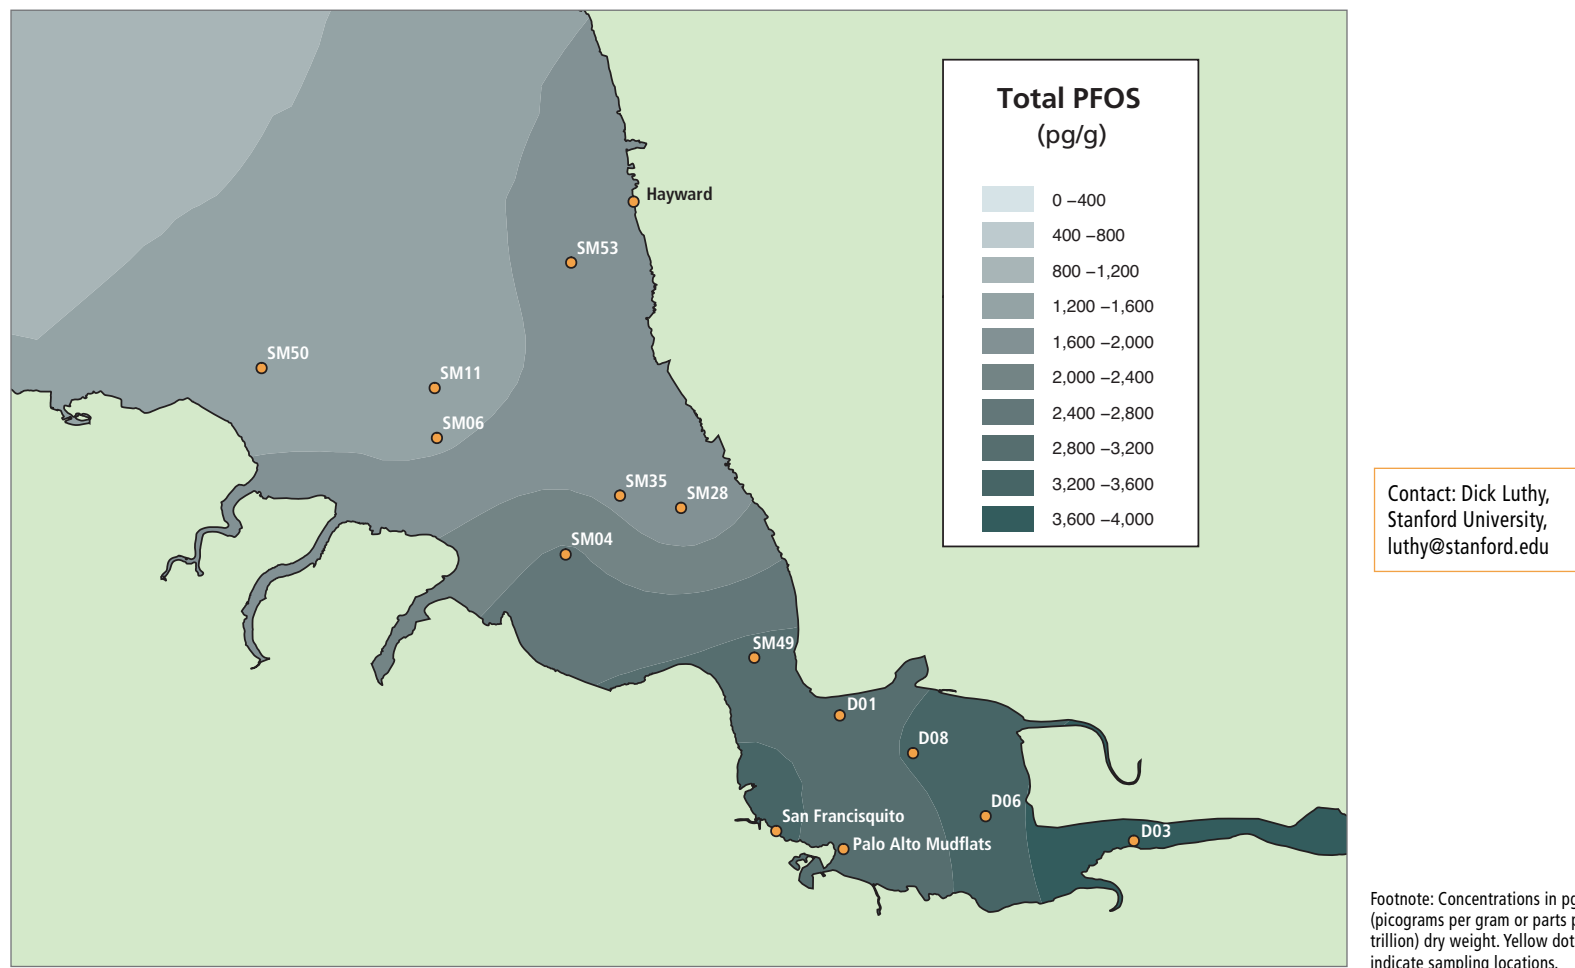 Total PFOS
(pg/g)
0 –400
400 –800
800 –1,200
1,200 –1,600
1,600 –2,000
2,000 –2,400
2,400 –2,800
2,800 –3,200
3,200 –3,600
3,600 –4,000
Hayward
SM53
SM50
SM11
SM06
SM35
SM28
SM04
SM49
D01
D08
D06
San Francisquito
D03
Palo Alto Mudflats
Contact: Dick Luthy,
Stanford University,
luthy@stanford.edu
Footnote: Concentrations in
(picograms per gram or parts
trillion) dry weight. Yellow
indicate sampling locations.